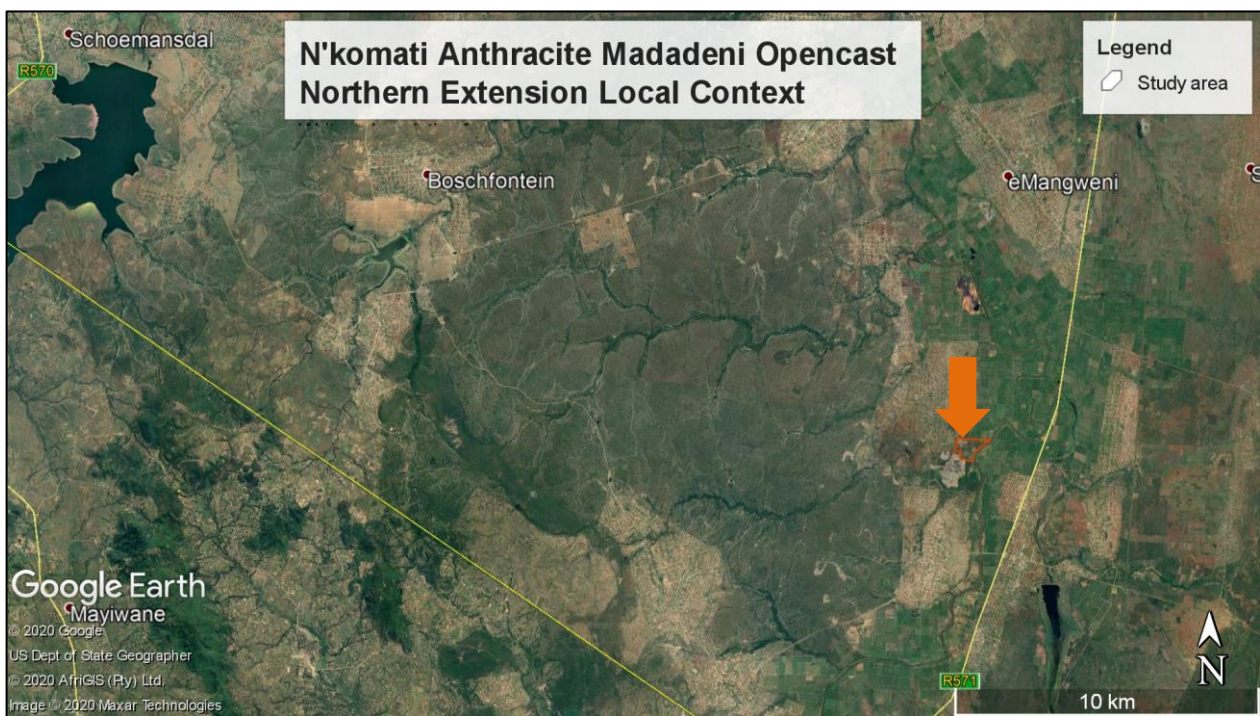 N'komati Anthracite Madadeni Opencast
Northern Extension Local Context
Legend
Study area
Schoemansdal
R570
Boschfontein
eMangweni
S
Google Earth
Mayiwane
© 2020 Google
US Dept of State Geographer
© 2020 AfriGIS (Pty) Ltd.
Image © 2020 Maxar Technologies
R571
N
10 km